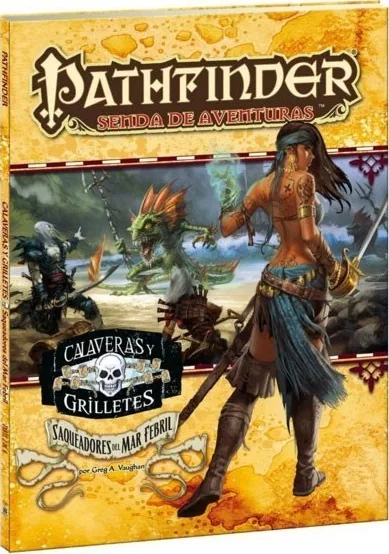 PATHFINDER
SENDA DE AVENTURAS™
CALAVERAS Y
GRILLETES
SAQUEADORES DEL MAR FEBRIL
por Greg A. Vaughan
PATHFINDER
CALAVERAS Y GRILLETES
Saqueadores del Mar Febril